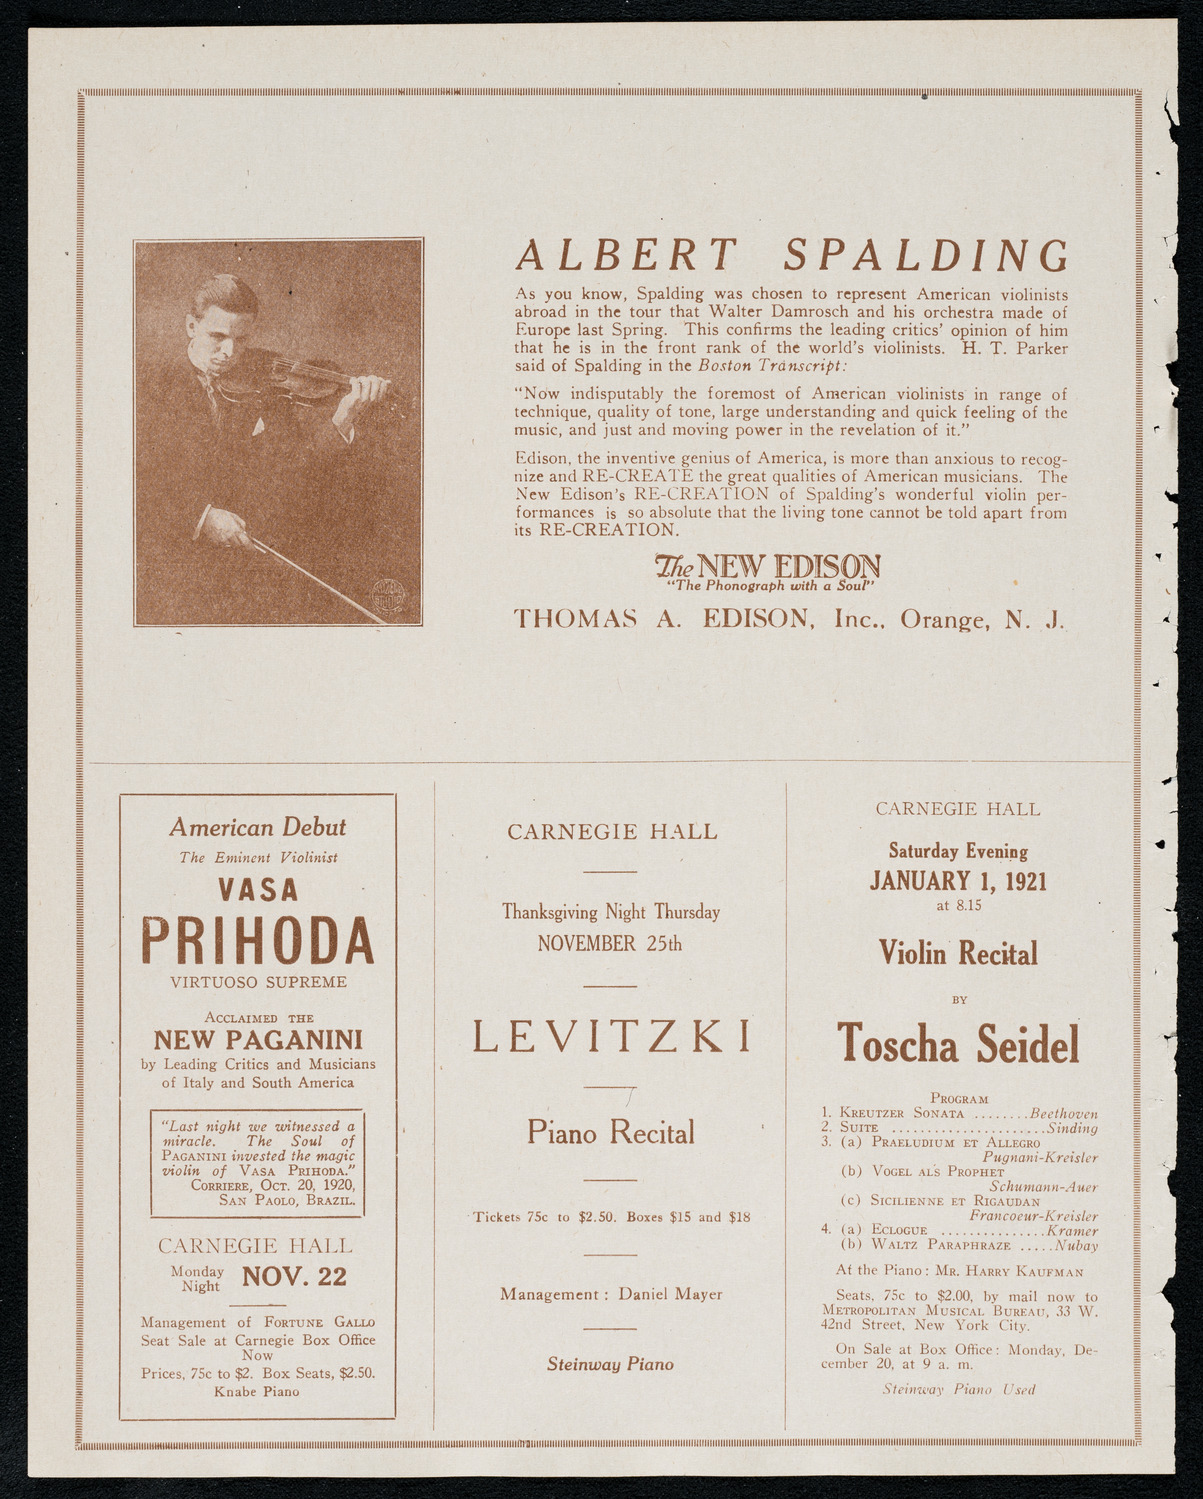 ALBERT SPALDING
As you know, Spalding was chosen to represent American violinists
abroad in the tour that Walter Damrosch and his orchestra made of
Europe last Spring. This confirms the leading critics' opinion of him
that he is in the front rank of the world's violinists. H. T. Parker
said of Spalding in the Boston Transcript:
"Now indisputably the foremost of American violinists in range of
technique, quality of tone, large understanding and quick feeling of the
music, and just and moving power in the revelation of it."
Edison, the inventive genius of America, is more than anxious to recog-
nize and RE-CREATE the great qualities of American musicians. The
New Edison's RE-CREATION of Spalding's wonderful violin per-
formances is so absolute that the living tone cannot be told apart from
its RE-CREATION.
The NEW EDISON
"The Phonograph with a Soul"
THOMAS A. EDISON, Inc., Orange, N. J.
American Debut
The Eminent Violinist
VASA
PRIHODA
VIRTUOSO SUPREME
ACCLAIMED THE
NEW PAGANINI
by Leading Critics and Musicians
of Italy and South America
"Last night we witnessed a
miracle. The Soul of
PAGANINI invested the magic
violin of VASA PRIHODA."
CORRIERE, OCT. 20, 1920,
SAN PAOLO, BRAZIL.
CARNEGIE HALL
Monday
Night NOV. 22
Management of FORTUNE GALLO
Seat Sale at Carnegie Box Office
Now
Prices, 75c to $2. Box Seats, $2.50.
Knabe Piano
CARNEGIE HALL
Thanksgiving Night Thursday
NOVEMBER 25th
LEVITZKI
Piano Recital
Tickets 75c to $2.50. Boxes $15 and $18
Management: Daniel Mayer
Steinway Piano
CARNEGIE HALL
Saturday Evening
JANUARY 1, 1921
at 8.15
Violin Recital
BY
Toscha Seidel
PROGRAM
1. KREUTZER SONATA ........Beethoven
2. SUITE ......................Sinding
3. (a) PRAELUDIUM ET ALLEGRO
Pugnani-Kreisler
(b) VOGEL ALS PROPHET
Schumann-Auer
(c) SICILIENNE ET RIGAUDAN
Francoeur-Kreisler
4. (a) ECLOGUE ...............Kramer
(b) WALTZ PARAPHRAZE .....Nubay
At the Piano: MR. HARRY KAUFMAN
Seats, 75c to $2.00, by mail now to
METROPOLITAN MUSICAL BUREAU, 33 W.
42nd Street, New York City.
On Sale at Box Office: Monday, De-
cember 20, at 9 a. m.
Steinway Piano Used